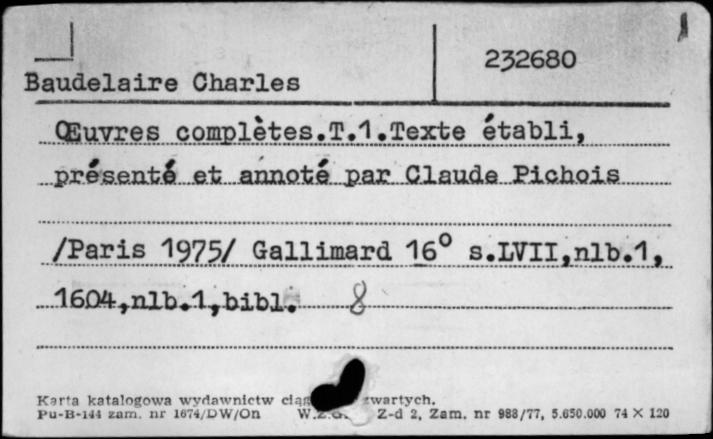 232680
Baudelaire Charles
Œuvres complètes.T.1.Texte établi,
présenté et annoté par Claude Pichois
/Paris 1975/ Gallimard 16° s.LVII,nlb.1,
1604,nlb.1,bibl. 8
Karta katalogowa wydawnictw zwartych.
Pu-B-144 zam. nr 1674/DW/On Z-d 2, Zam. nr 988/77, 5.650.000 74 X 120